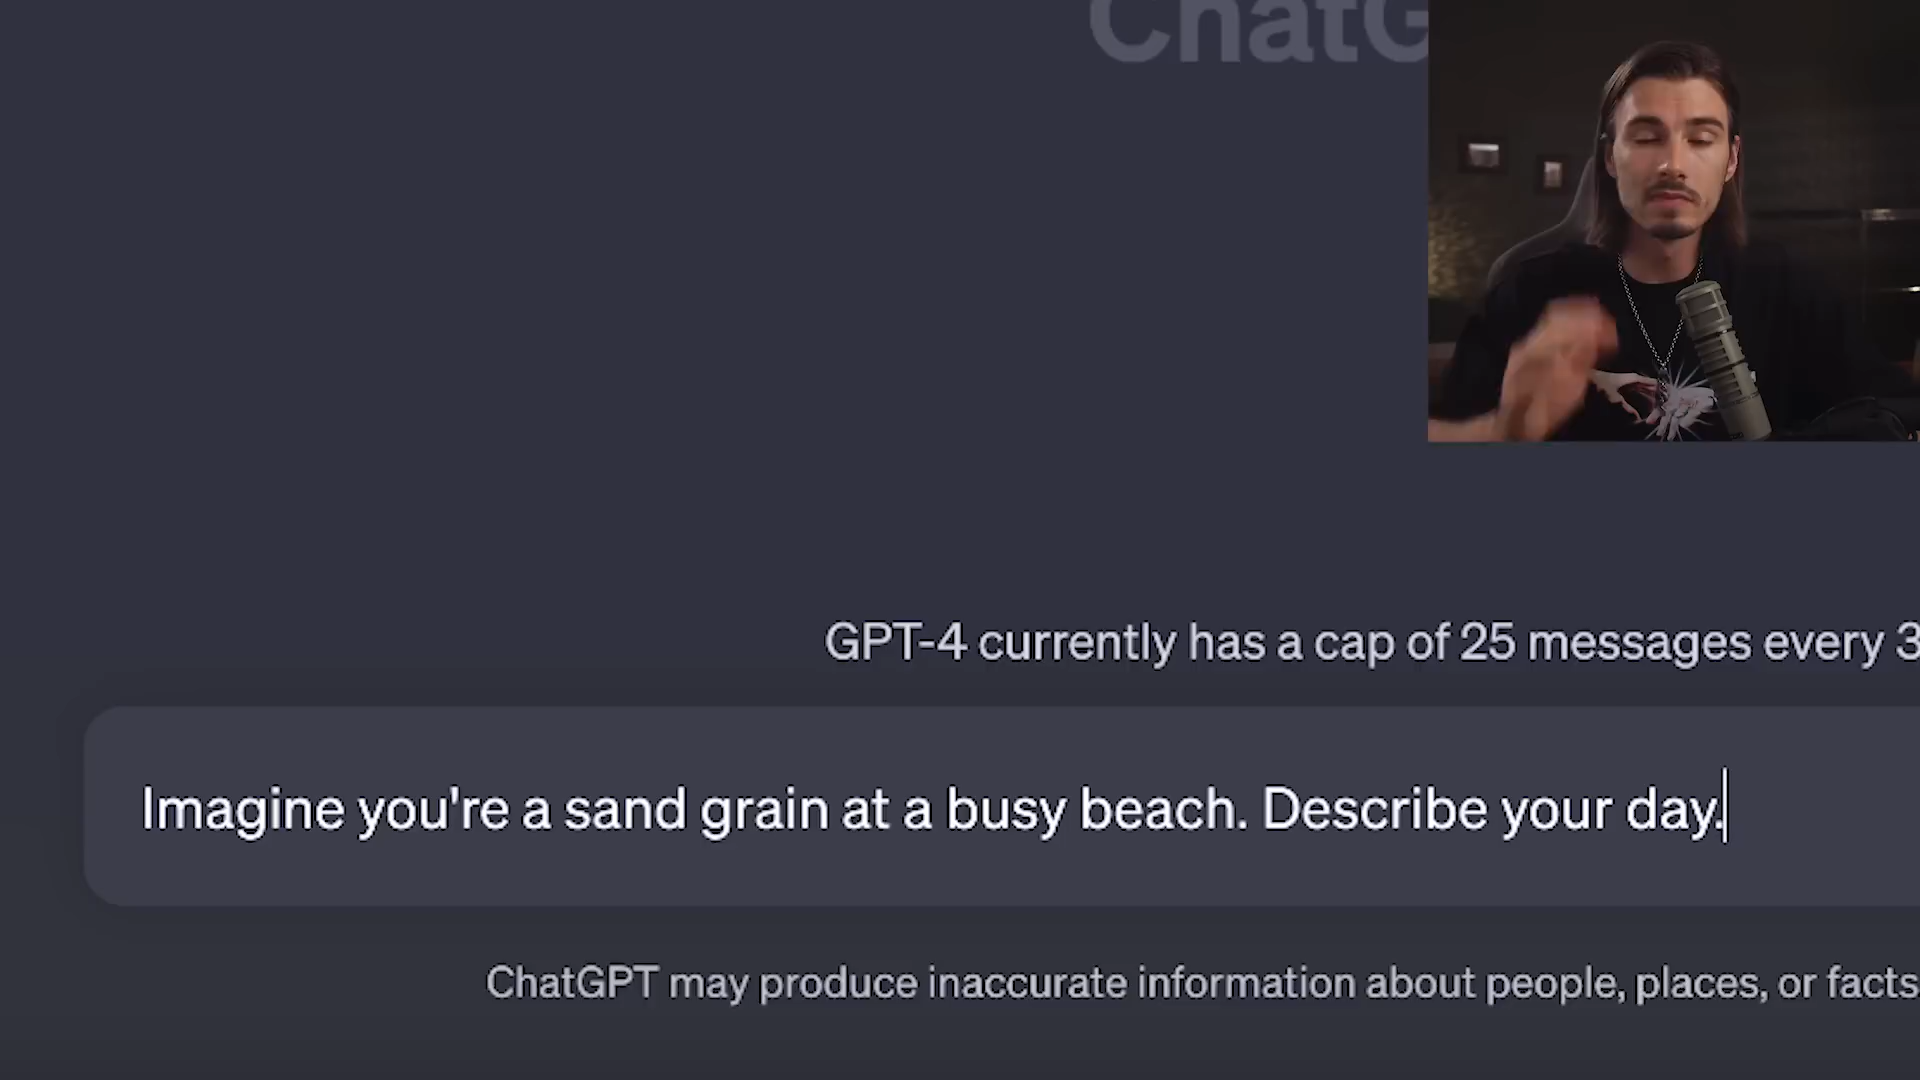 ChatG
GPT-4 currently has a cap of 25 messages every 3
Imagine you're a sand grain at a busy beach. Describe your day.
ChatGPT may produce inaccurate information about people, places, or facts